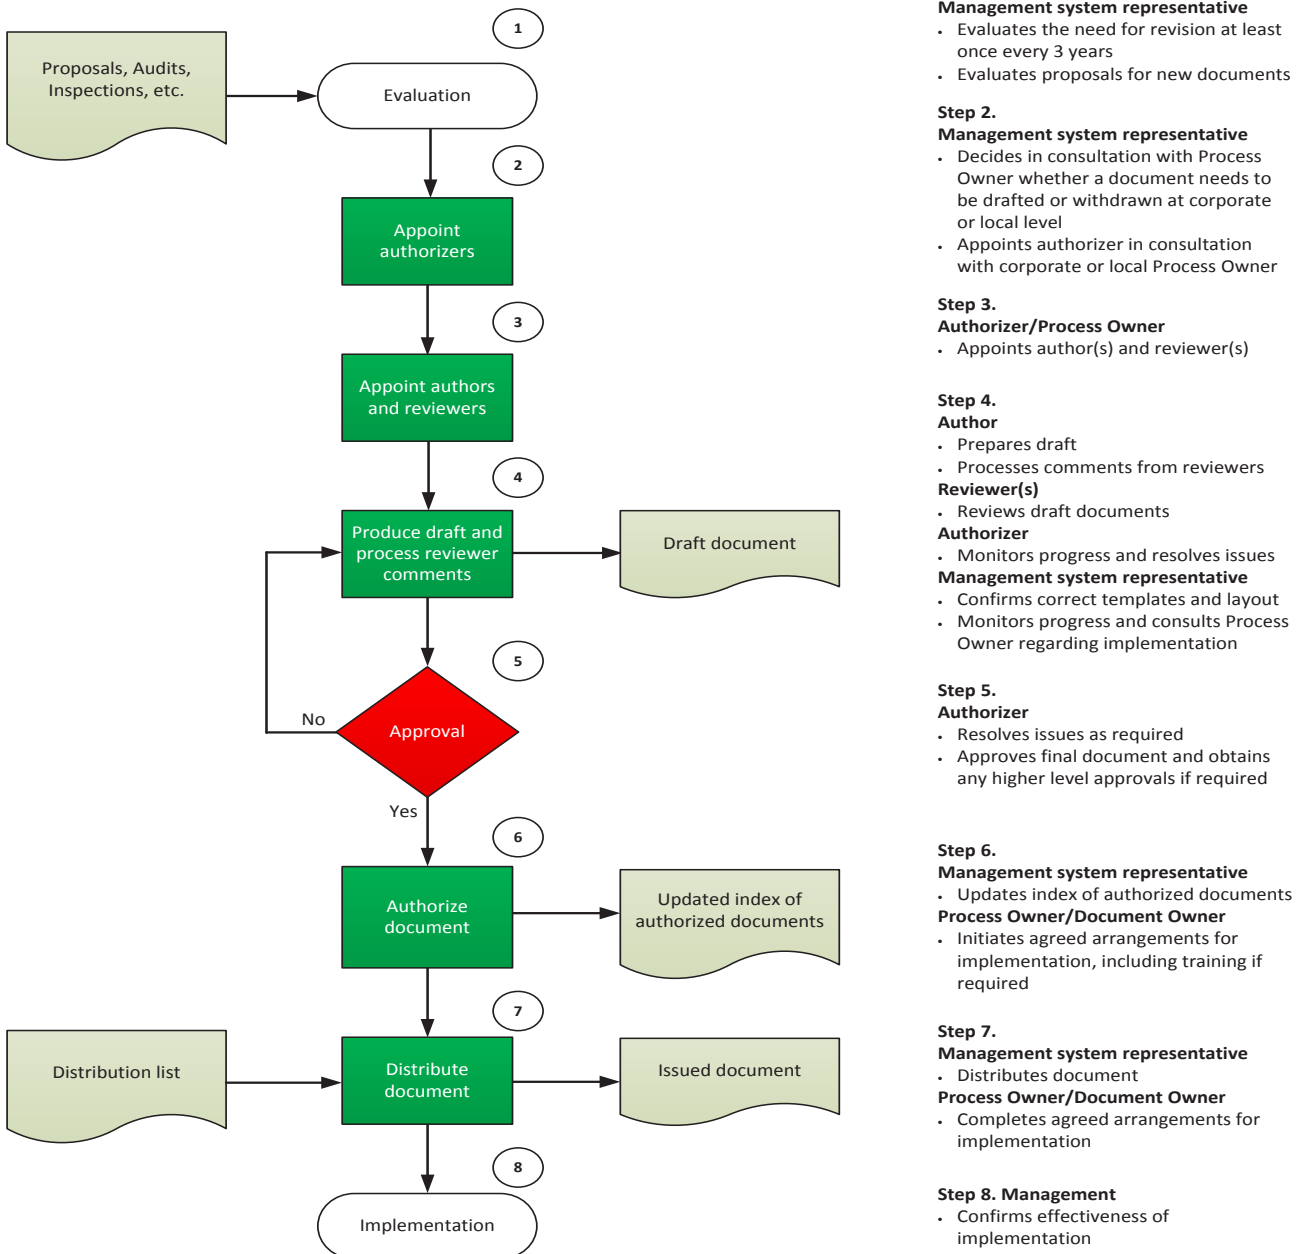 1
Proposals, Audits,
Inspections, etc.
Evaluation
2
Appoint
authorizers
3
Appoint authors
and reviewers
4
Produce draft and
process reviewer
comments
Draft document
5
No
Approval
Yes
6
Authorize
document
Updated index of
authorized documents
7
Distribution list
Distribute
document
Issued document
8
Implementation
Management system representative
• Evaluates the need for revision at least
once every 3 years
• Evaluates proposals for new documents
Step 2.
Management system representative
• Decides in consultation with Process
Owner whether a document needs to
be drafted or withdrawn at corporate
or local level
• Appoints authorizer in consultation
with corporate or local Process Owner
Step 3.
Authorizer/Process Owner
• Appoints author(s) and reviewer(s)
Step 4.
Author
• Prepares draft
• Processes comments from reviewers
Reviewer(s)
• Reviews draft documents
Authorizer
• Monitors progress and resolves issues
Management system representative
• Confirms correct templates and layout
• Monitors progress and consults Process
Owner regarding implementation
Step 5.
Authorizer
• Resolves issues as required
• Approves final document and obtains
any higher level approvals if required
Step 6.
Management system representative
• Updates index of authorized documents
Process Owner/Document Owner
• Initiates agreed arrangements for
implementation, including training if
required
Step 7.
Management system representative
• Distributes document
Process Owner/Document Owner
• Completes agreed arrangements for
implementation
Step 8. Management
• Confirms effectiveness of
implementation